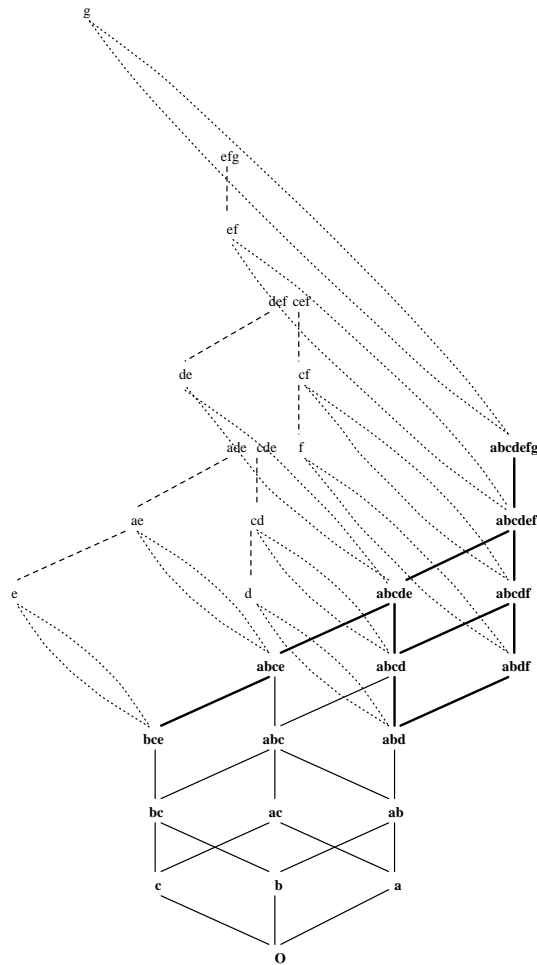 g
efg
ef
def cef
de cf
ade cde f abcdefg
ae cd abcdef
e d abcde abcdf
abce abcd abdf
bce abc abd
bc ac ab
c b a
O